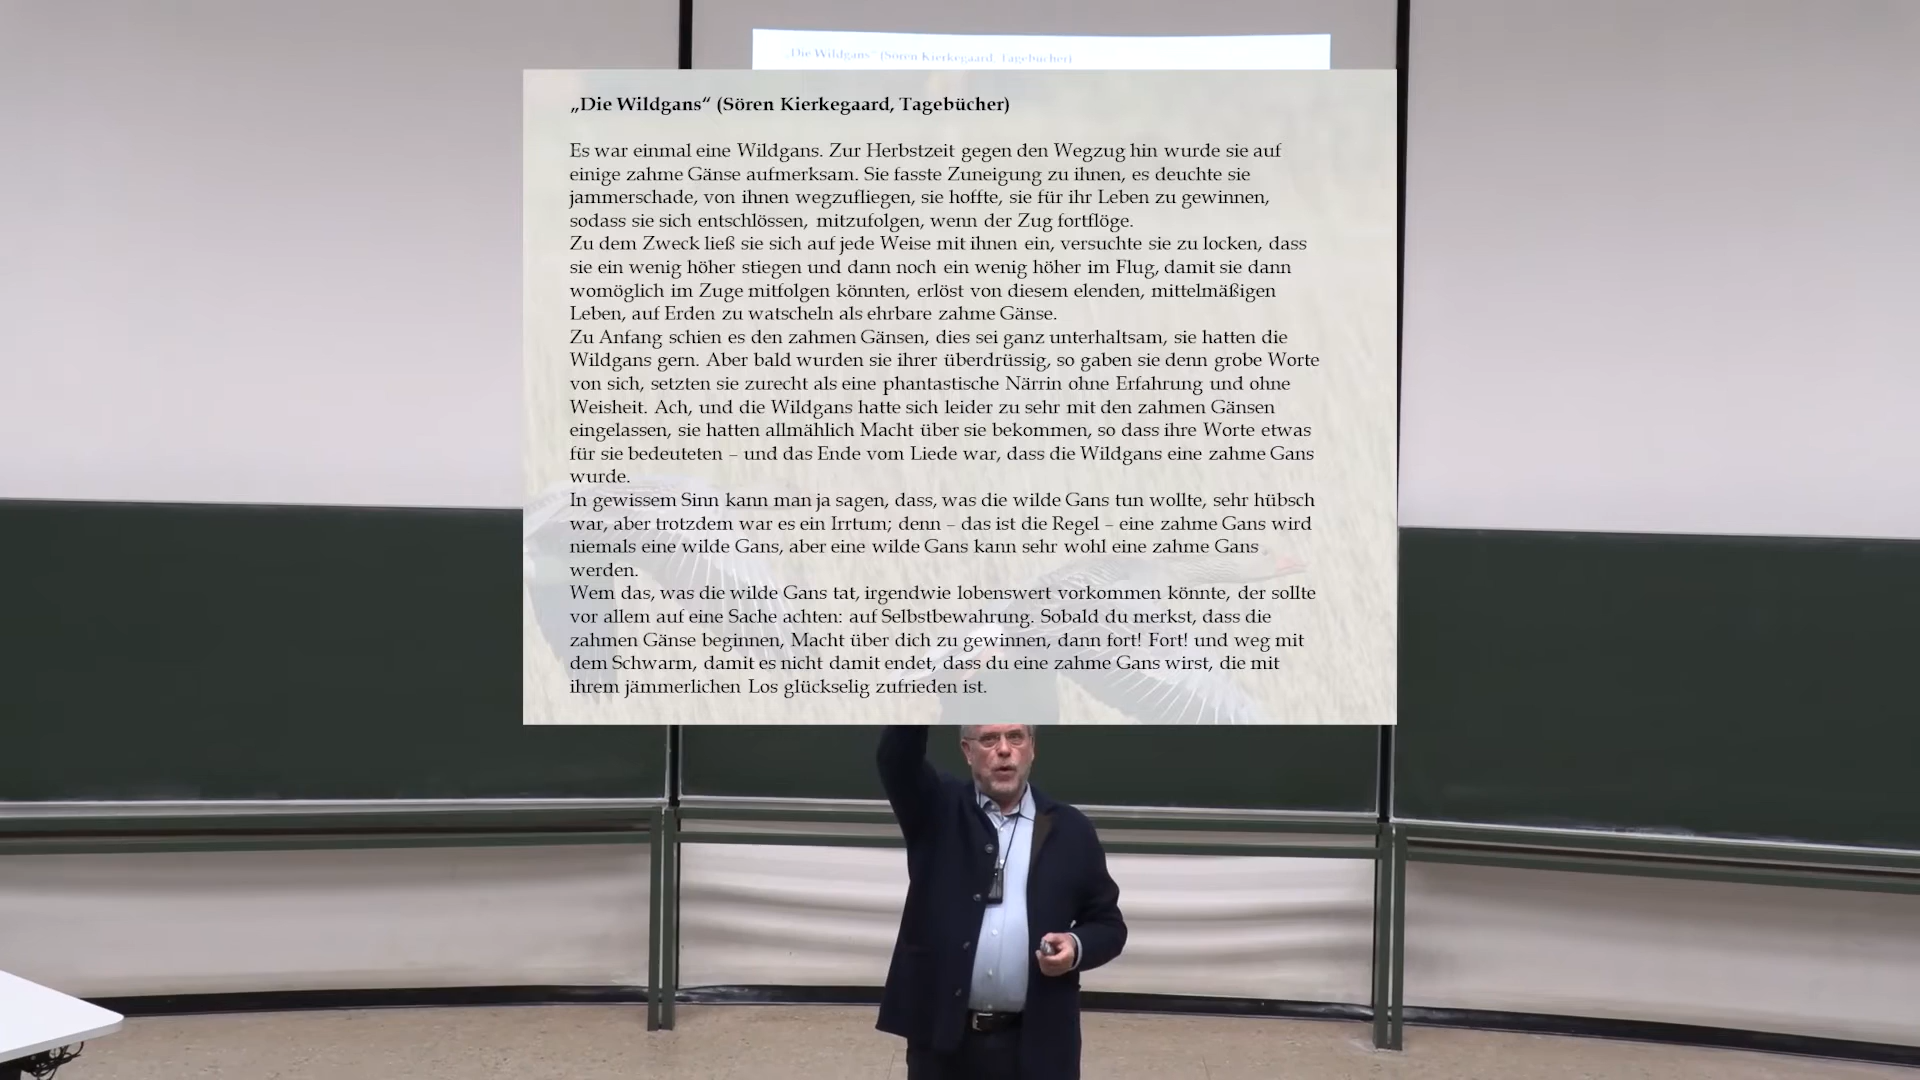 „Die Wildgans“ (Sören Kierkegaard, Tagebücher)
„Die Wildgans“ (Sören Kierkegaard, Tagebücher)
Es war einmal eine Wildgans. Zur Herbstzeit gegen den Wegzug hin wurde sie auf
einige zahme Gänse aufmerksam. Sie fasste Zuneigung zu ihnen, es deuchte sie
jammerschade, von ihnen wegzufliegen, sie hoffte, sie für ihr Leben zu gewinnen,
sodass sie sich entschlössen, mitzufolgen, wenn der Zug fortflöge.
Zu dem Zweck ließ sie sich auf jede Weise mit ihnen ein, versuchte sie zu locken, dass
sie ein wenig höher stiegen und dann noch ein wenig höher im Flug, damit sie dann
womöglich im Zuge mitfolgen könnten, erlöst von diesem elenden, mittelmäßigen
Leben, auf Erden zu watscheln als ehrbare zahme Gänse.
Zu Anfang schien es den zahmen Gänsen, dies sei ganz unterhaltsam, sie hatten die
Wildgans gern. Aber bald wurden sie ihrer überdrüssig, so gaben sie denn grobe Worte
von sich, setzten sie zurecht als eine phantastische Närrin ohne Erfahrung und ohne
Weisheit. Ach, und die Wildgans hatte sich leider zu sehr mit den zahmen Gänsen
eingelassen, sie hatten allmählich Macht über sie bekommen, so dass ihre Worte etwas
für sie bedeuteten – und das Ende vom Liede war, dass die Wildgans eine zahme Gans
wurde.
In gewissem Sinn kann man ja sagen, dass, was die wilde Gans tun wollte, sehr hübsch
war, aber trotzdem war es ein Irrtum; denn – das ist die Regel – eine zahme Gans wird
niemals eine wilde Gans, aber eine wilde Gans kann sehr wohl eine zahme Gans
werden.
Wem das, was die wilde Gans tat, irgendwie lobenswert vorkommen könnte, der sollte
vor allem auf eine Sache achten: auf Selbstbewahrung. Sobald du merkst, dass die
zahmen Gänse beginnen, Macht über dich zu gewinnen, dann fort! Fort! und weg mit
dem Schwarm, damit es nicht damit endet, dass du eine zahme Gans wirst, die mit
ihrem jämmerlichen Los glückselig zufrieden ist.